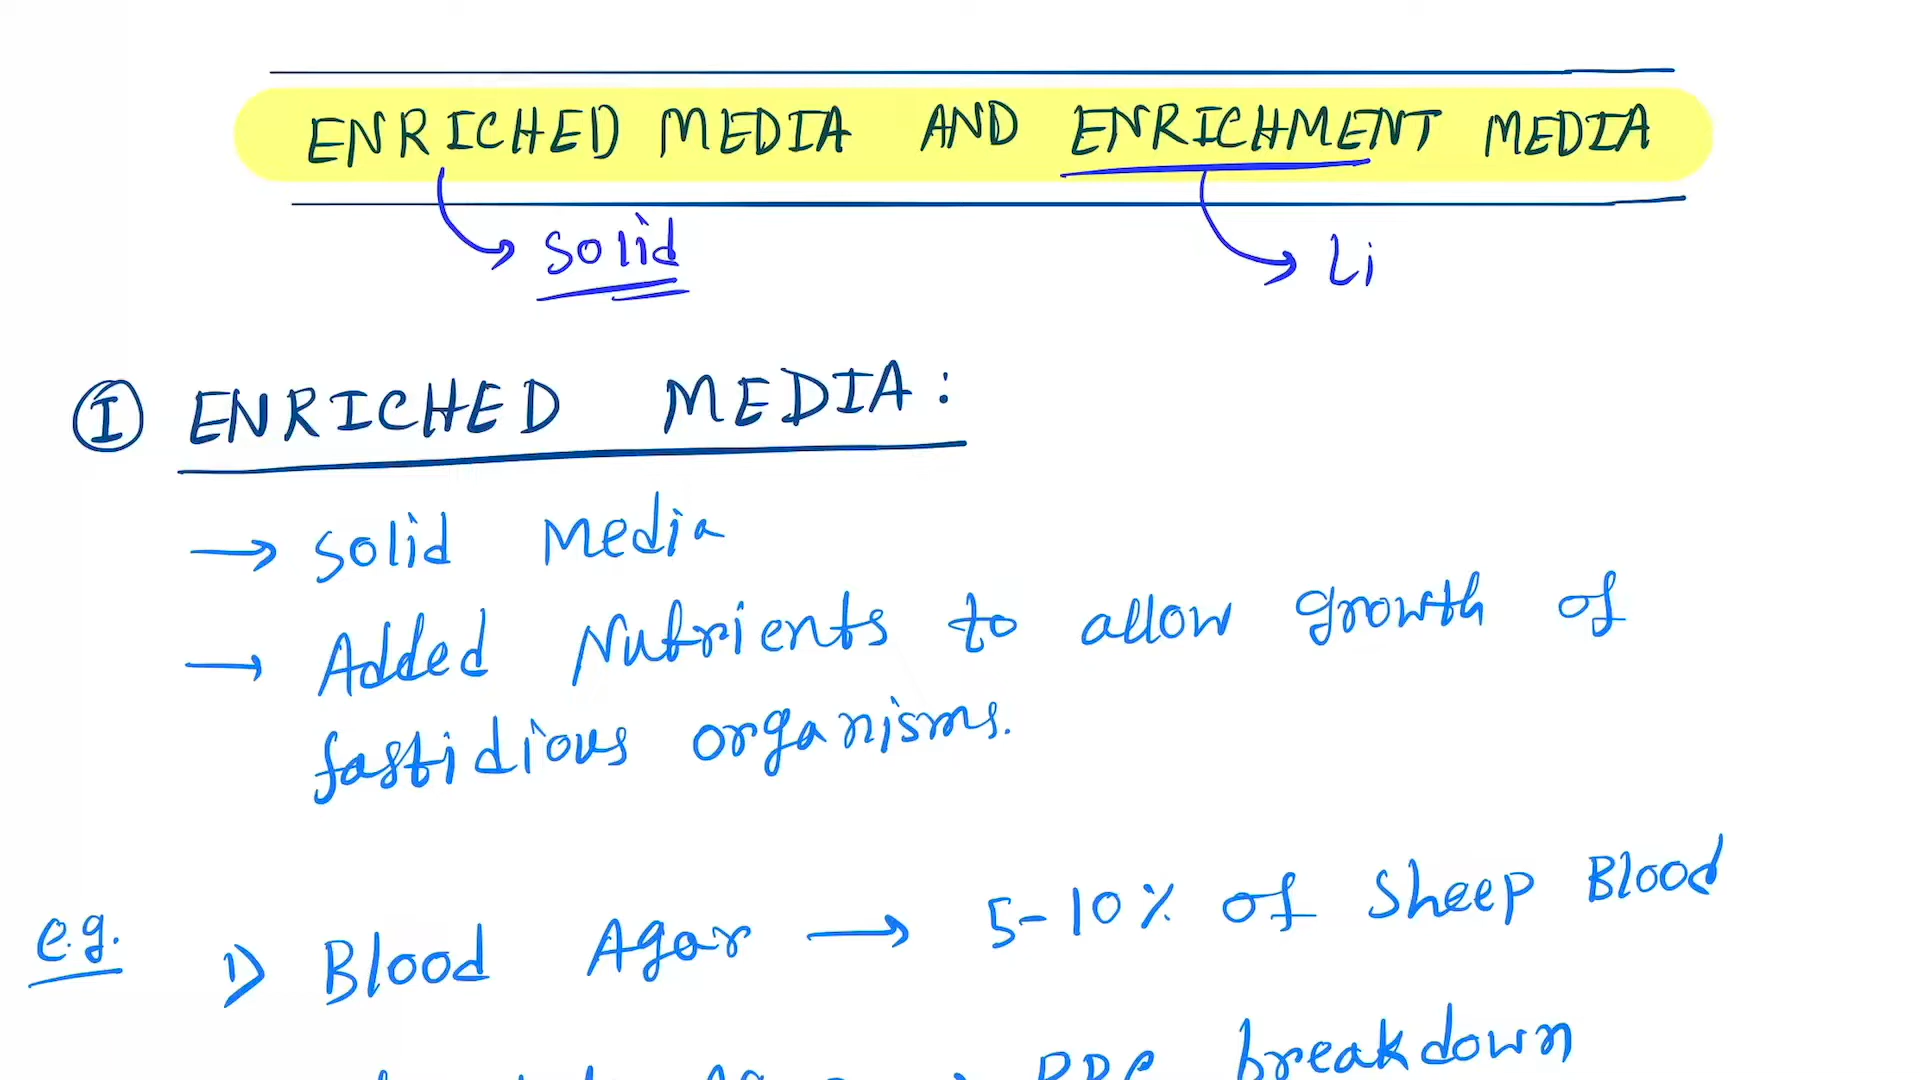 ENRICHED MEDIA AND ENRICHMENT MEDIA
solid
Li
I ENRICHED MEDIA:
→ solid Media
→ Added Nutrients to allow growth of
fastidious organisms.
e.g. 1) Blood Agar → 5-10% of Sheep Blood
RBC breakdown